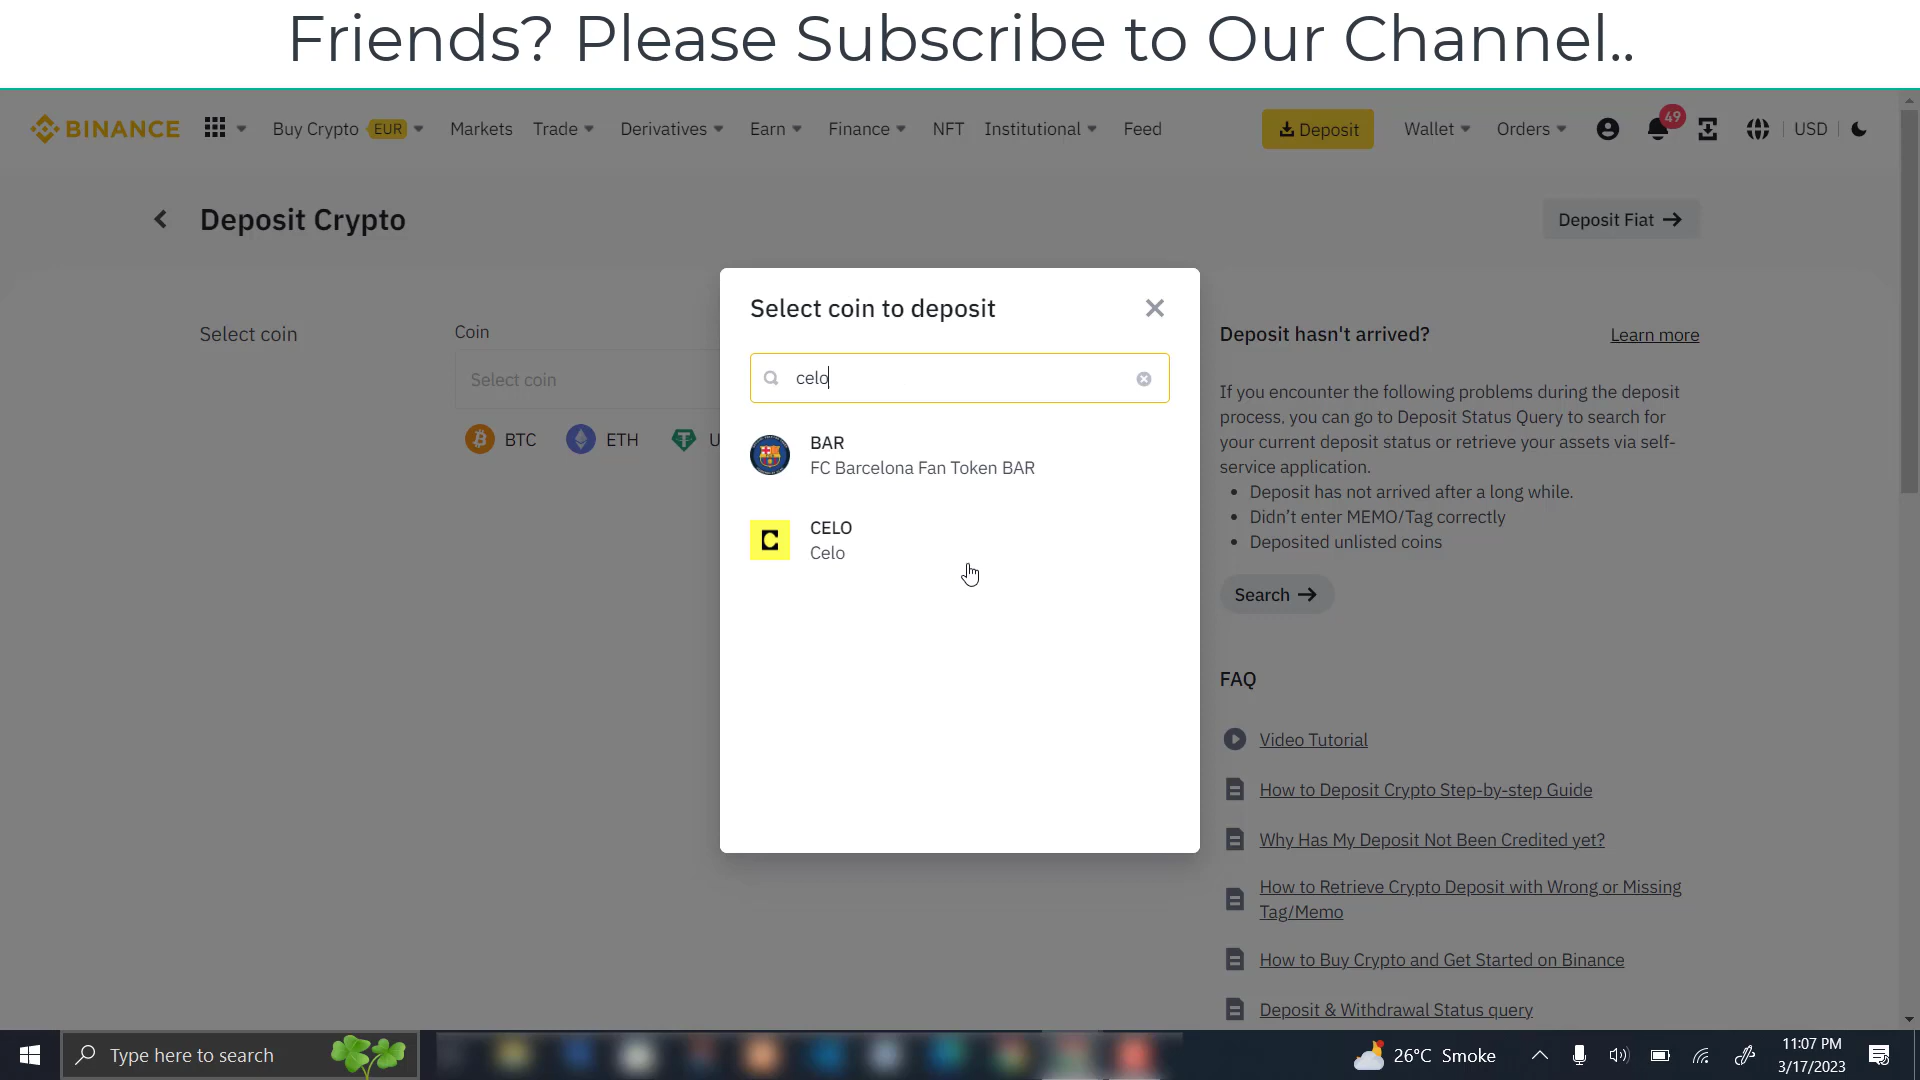 Friends? Please Subscribe to Our Channel..
BINANCE
Buy Crypto EUR
Markets
Trade
Derivatives
Earn
Finance
NFT
Institutional
Feed
Deposit
Wallet
Orders
49
USD
Deposit Crypto
Deposit Fiat
Select coin
Coin
Select coin
BTC
ETH
U
Select coin to deposit
celo
BAR
FC Barcelona Fan Token BAR
C
CELO
Celo
Deposit hasn't arrived?
Learn more
If you encounter the following problems during the deposit
process, you can go to Deposit Status Query to search for
your current deposit status or retrieve your assets via self-
service application.
Deposit has not arrived after a long while.
Didn’t enter MEMO/Tag correctly
Deposited unlisted coins
Search
FAQ
Video Tutorial
How to Deposit Crypto Step-by-step Guide
Why Has My Deposit Not Been Credited yet?
How to Retrieve Crypto Deposit with Wrong or Missing
Tag/Memo
How to Buy Crypto and Get Started on Binance
Deposit & Withdrawal Status query
Type here to search
26°C Smoke
11:07 PM
3/17/2023